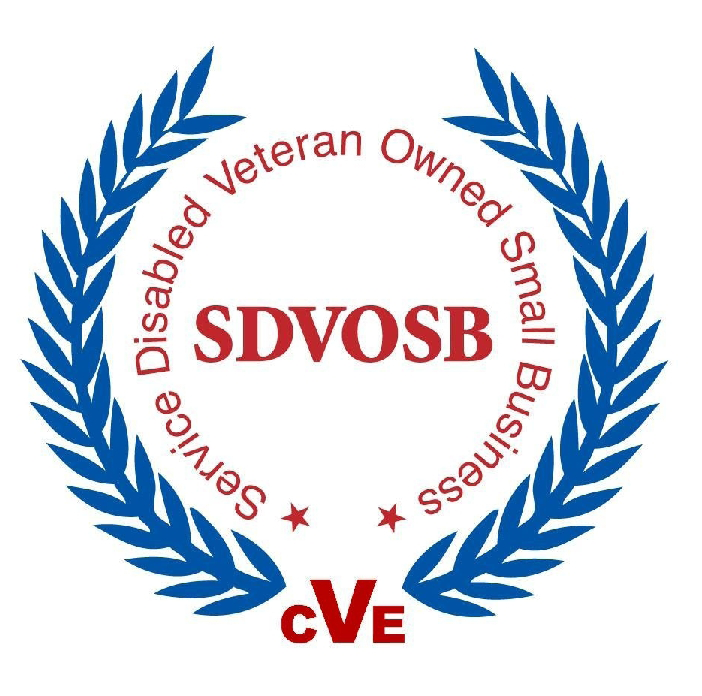 Service Disabled Veteran Owned Small Business
SDVOSB
CVE